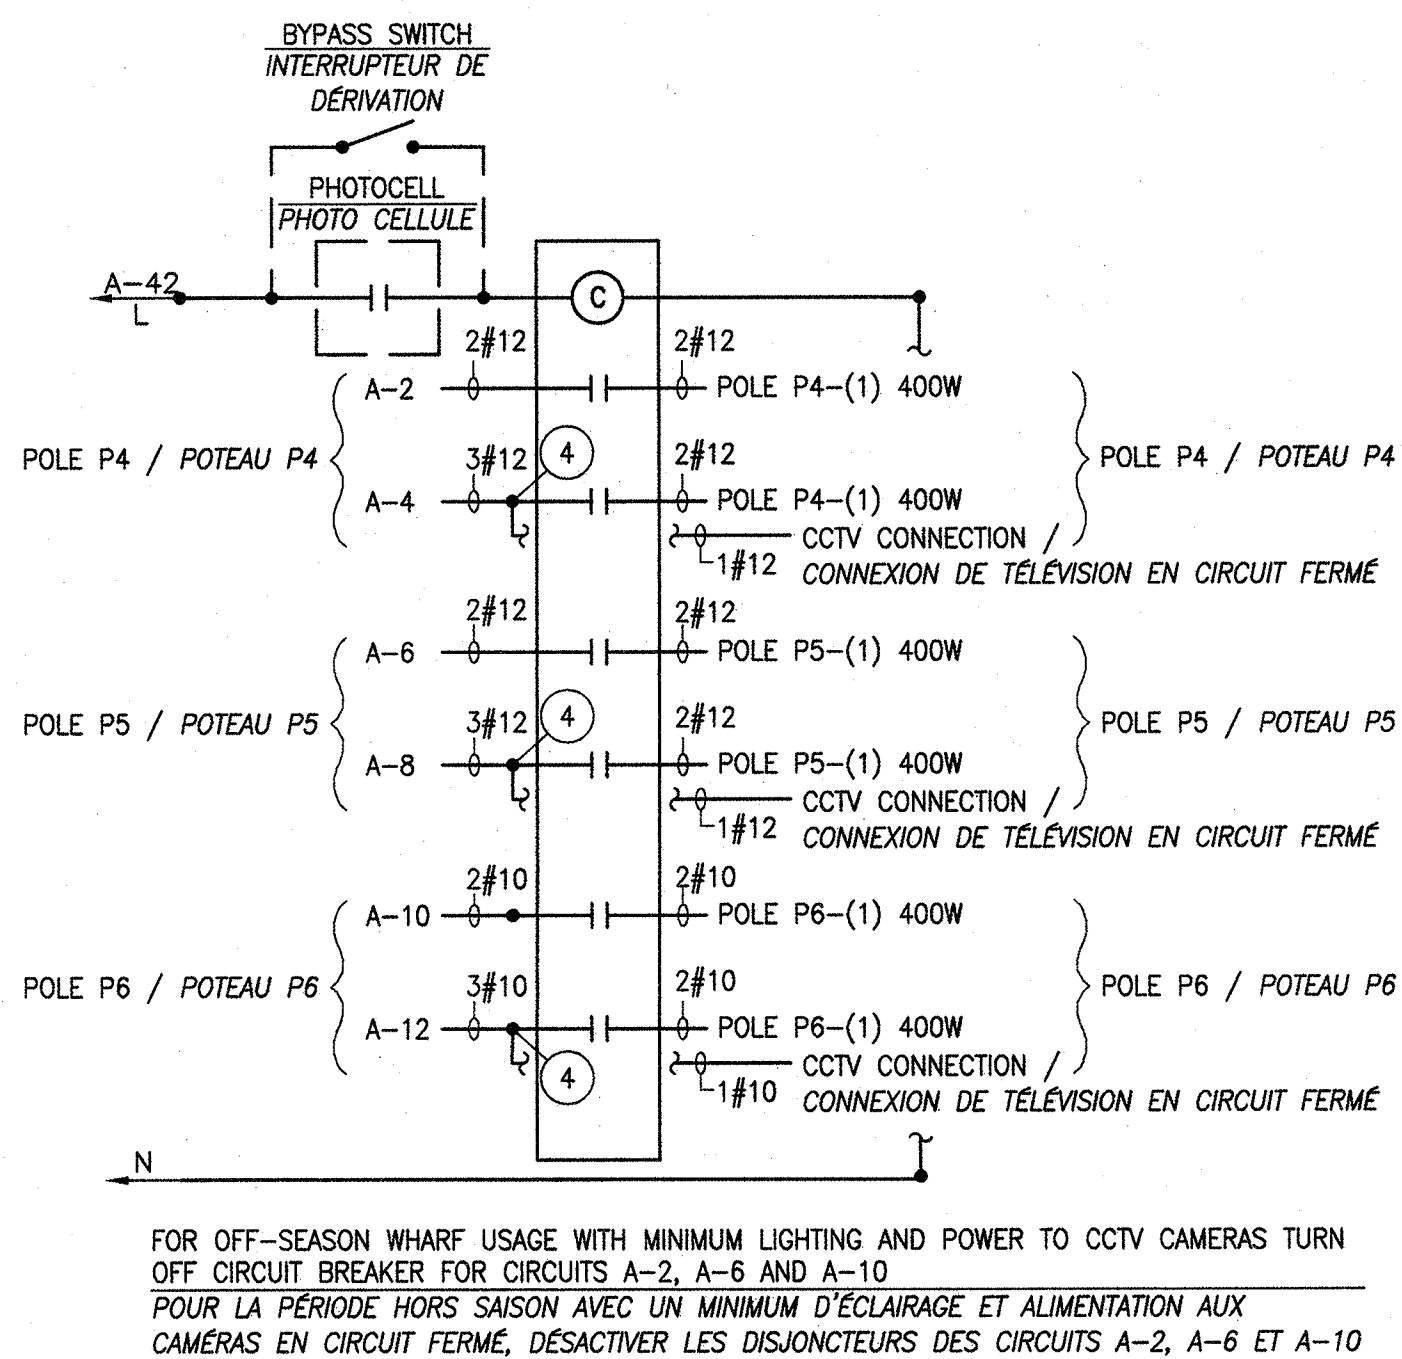 BYPASS SWITCH
INTERRUPTEUR DE
DÉRIVATION
PHOTOCELL
PHOTO CELLULE
A-42
L
C
2#12
2#12
A-2
POLE P4-(1) 400W
POLE P4 / POTEAU P4
3#12
4
2#12
POLE P4 / POTEAU P4
A-4
POLE P4-(1) 400W
CCTV CONNECTION /
1#12
CONNEXION DE TÉLÉVISION EN CIRCUIT FERMÉ
2#12
2#12
A-6
POLE P5-(1) 400W
POLE P5 / POTEAU P5
3#12
4
2#12
POLE P5 / POTEAU P5
A-8
POLE P5-(1) 400W
CCTV CONNECTION /
1#12
CONNEXION DE TÉLÉVISION EN CIRCUIT FERMÉ
2#10
2#10
A-10
POLE P6-(1) 400W
POLE P6 / POTEAU P6
3#10
2#10
POLE P6 / POTEAU P6
A-12
POLE P6-(1) 400W
4
CCTV CONNECTION /
1#10
CONNEXION DE TÉLÉVISION EN CIRCUIT FERMÉ
N
FOR OFF-SEASON WHARF USAGE WITH MINIMUM LIGHTING AND POWER TO CCTV CAMERAS TURN
OFF CIRCUIT BREAKER FOR CIRCUITS A-2, A-6 AND A-10
POUR LA PÉRIODE HORS SAISON AVEC UN MINIMUM D'ÉCLAIRAGE ET ALIMENTATION AUX
CAMÉRAS EN CIRCUIT FERMÉ, DÉSACTIVER LES DISJONCTEURS DES CIRCUITS A-2, A-6 ET A-10